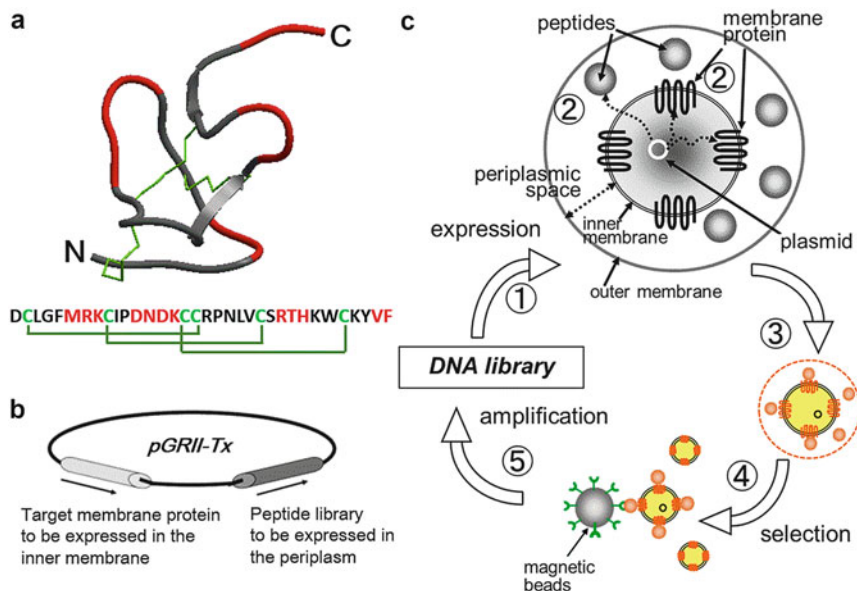 a
C
N
DCLGFMRKCIPDNDKCCRPNLVCSRTHKWCKYVF
b
pGRII-Tx
Target membrane protein
to be expressed in the
inner membrane
Peptide library
to be expressed in
the periplasm
c
peptides
membrane
protein
②
②
periplasmic
space
inner
membrane
plasmid
outer membrane
expression
①
DNA library
③
amplification
⑤
④
selection
magnetic
beads